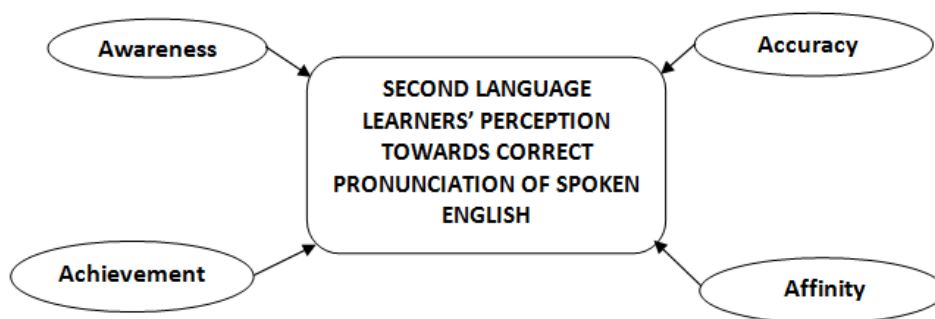 Awareness
Accuracy
SECOND LANGUAGE
LEARNERS’ PERCEPTION
TOWARDS CORRECT
PRONUNCIATION OF SPOKEN
ENGLISH
Achievement
Affinity